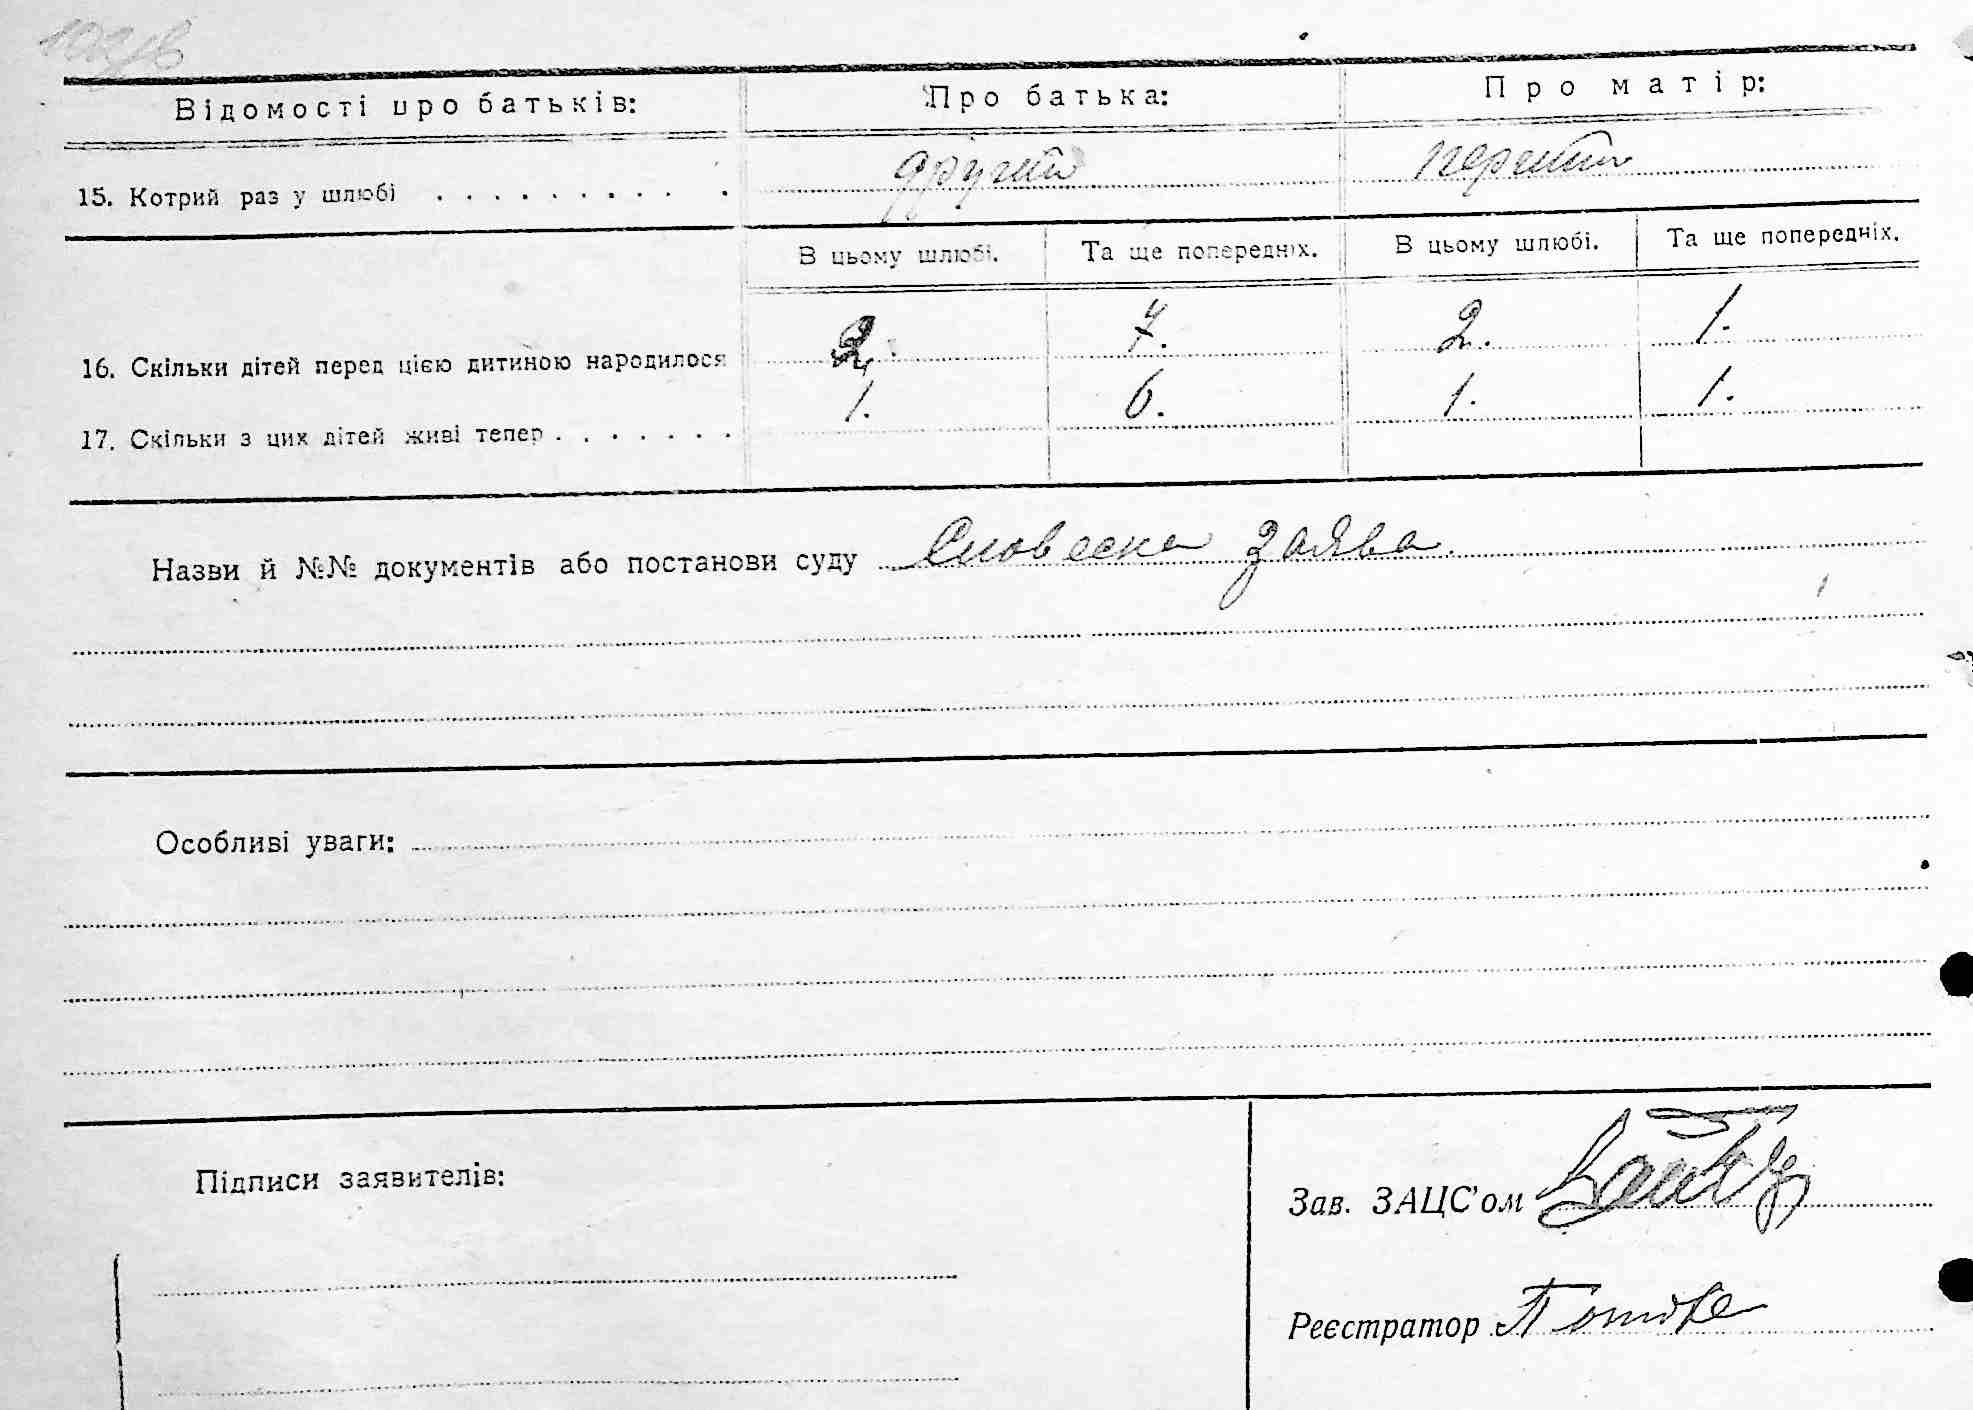 Відомості про батьків: Про батька: Про матір:
15. Котрий раз у шлюбі . . . . . . . . . . другий первий
В цьому шлюбі. Та ще попередніх. В цьому шлюбі. Та ще попередніх.
16. Скільки дітей перед цією дитиною народилося 2. 7. 2. 1.
17. Скільки з цих дітей живі тепер . . . . . . . 1. 6. 1. 1.
Назви й №№ документів або постанови суду Словесна заява
Особливі уваги:
Підписи заявителів:
Зав. ЗАЦС'ом
Реєстратор